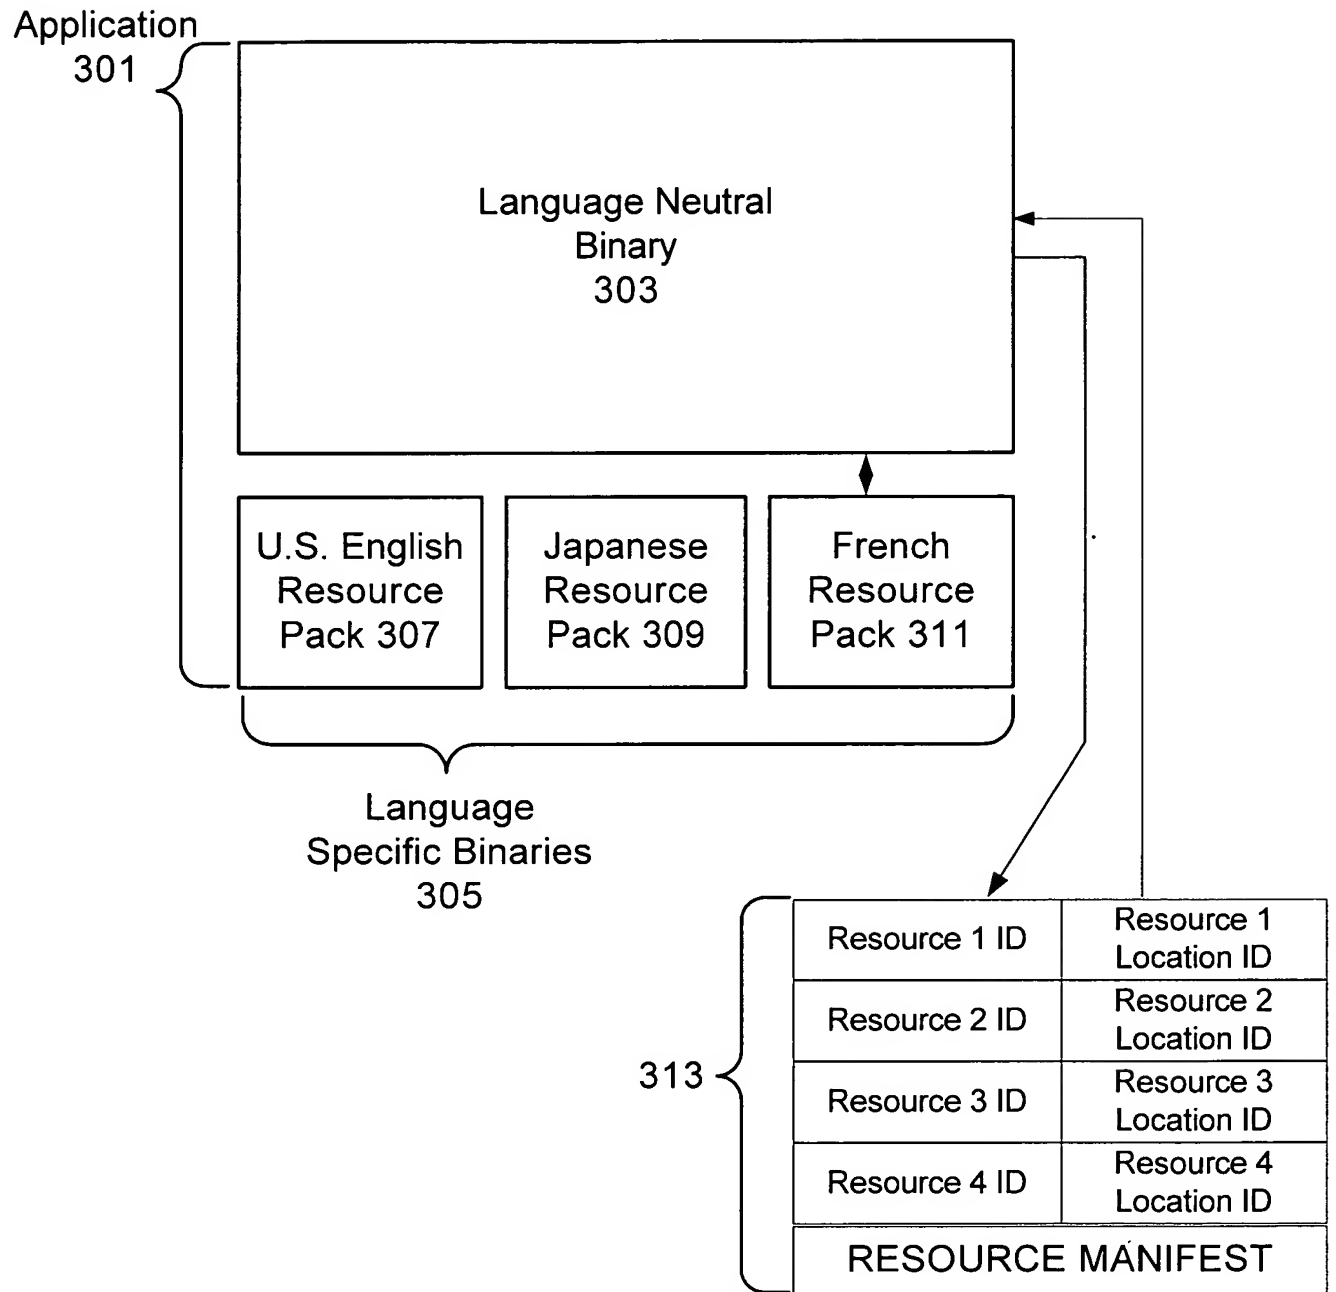 Application
301
Language Neutral
Binary
303
U.S. English
Resource
Pack 307
Japanese
Resource
Pack 309
French
Resource
Pack 311
Language
Specific Binaries
305
313
Resource 1 ID
Resource 1
Location ID
Resource 2 ID
Resource 2
Location ID
Resource 3 ID
Resource 3
Location ID
Resource 4 ID
Resource 4
Location ID
RESOURCE MANIFEST